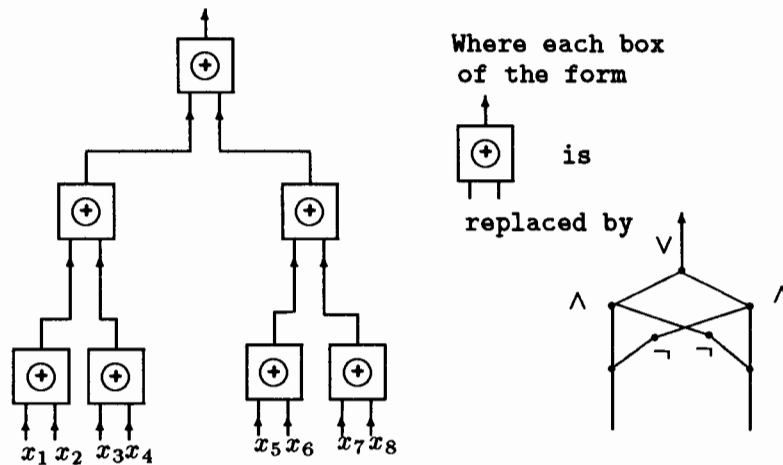 ⊕
Where each box
of the form
⊕
is
⊕ ⊕
replaced by
∨
∧ ∧
¬ ¬
⊕ ⊕ ⊕ ⊕
x₁ x₂ x₃ x₄ x₅ x₆ x₇ x₈